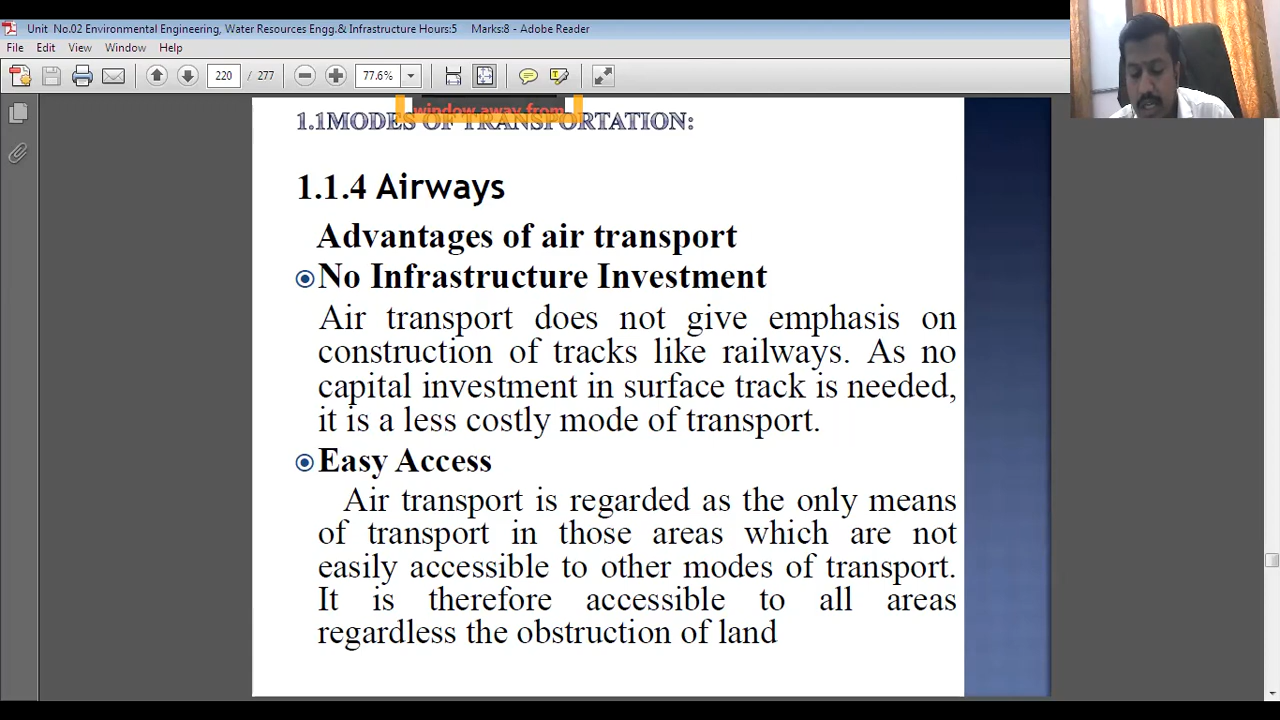 Unit No.02 Environmental Engineering, Water Resources Engg.& Infrastructure Hours:5 Marks:8 - Adobe Reader
File Edit View Window Help
220 / 277 77.6%
window away from
1.1MODES OF TRANSPORTATION:
1.1.4 Airways
Advantages of air transport
No Infrastructure Investment
Air transport does not give emphasis on
construction of tracks like railways. As no
capital investment in surface track is needed,
it is a less costly mode of transport.
Easy Access
Air transport is regarded as the only means
of transport in those areas which are not
easily accessible to other modes of transport.
It is therefore accessible to all areas
regardless the obstruction of land